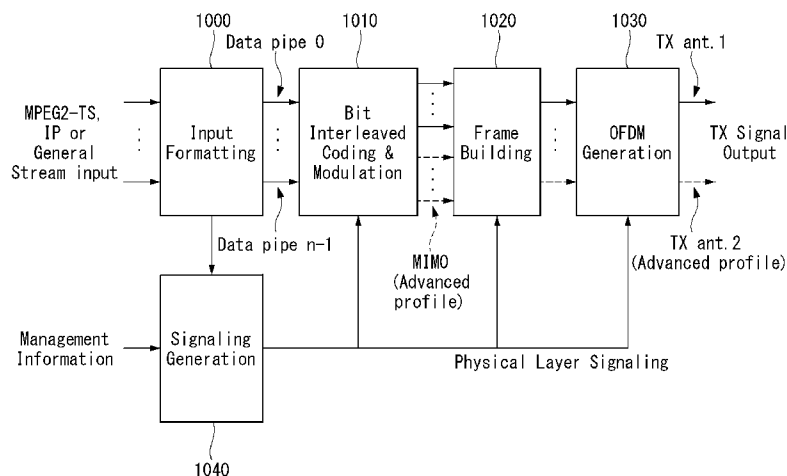 1000
Data pipe 0
1010
1020
1030
TX ant.1
MPEG2-TS,
IP or
General
Stream input
Input
Formatting
Bit
Interleaved
Coding &
Modulation
Frame
Building
OFDM
Generation
TX Signal
Output
Data pipe n-1
MIMO
(Advanced
profile)
TX ant.2
(Advanced profile)
Management
Information
Signaling
Generation
Physical Layer Signaling
1040